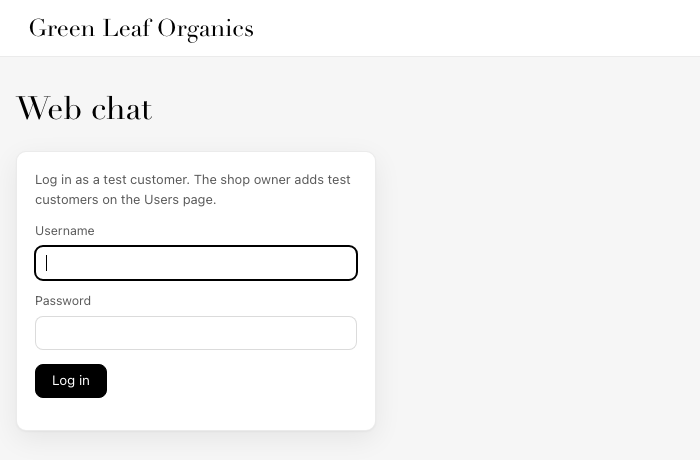 Green Leaf Organics
Web chat
Log in as a test customer. The shop owner adds test
customers on the Users page.
Username
Password
Log in